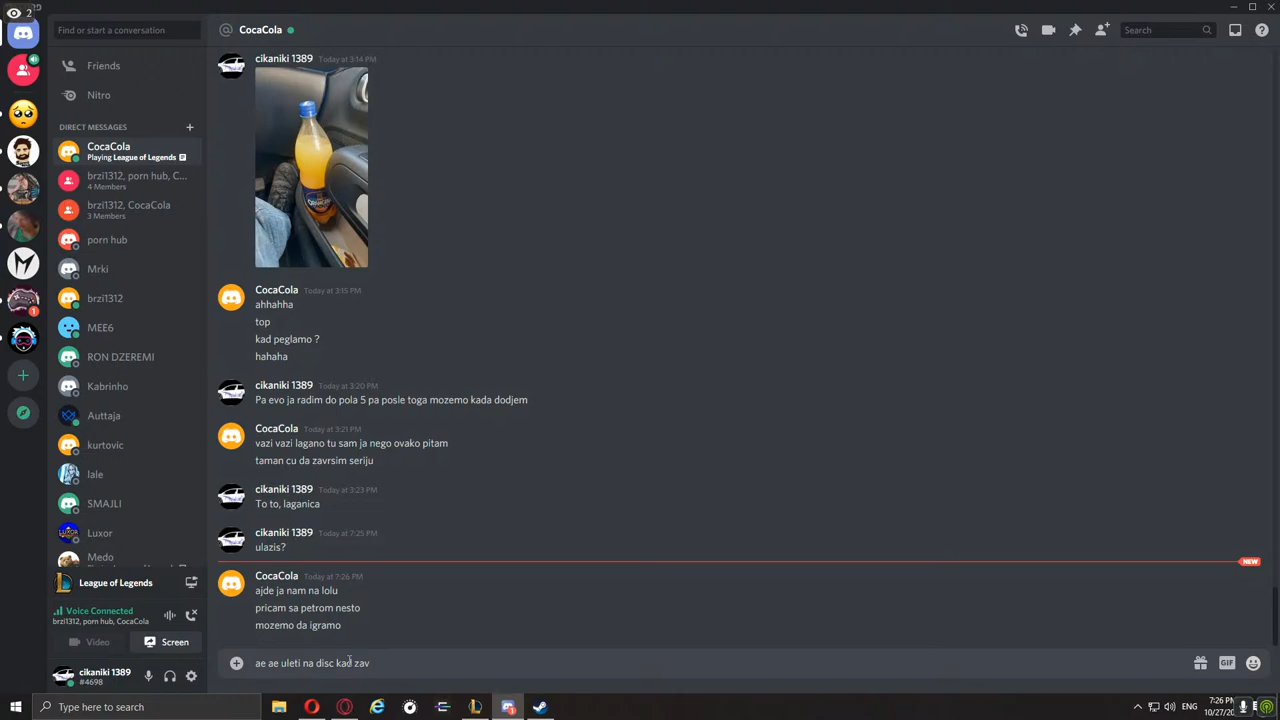 2
Find or start a conversation
CocaCola
Search
Friends
Nitro
DIRECT MESSAGES
CocaCola
Playing League of Legends
brzi1312, porn hub, C...
4 Members
brzi1312, CocaCola
3 Members
porn hub
Mrki
brzi1312
MEE6
RON DZEREMI
Kabrinho
Auttaja
kurtovic
lale
SMAJLI
Luxor
Medo
League of Legends
Voice Connected
brzi1312, porn hub, CocaCola
Video
Screen
cikaniki 1389
#4698
1
cikaniki 1389 Today at 3:14 PM
CocaCola Today at 3:15 PM
ahhahha
top
kad peglamo ?
hahaha
cikaniki 1389 Today at 3:20 PM
Pa evo ja radim do pola 5 pa posle toga mozemo kada dodjem
CocaCola Today at 3:21 PM
vazi vazi lagano tu sam ja nego ovako pitam
taman cu da zavrsim seriju
cikaniki 1389 Today at 3:23 PM
To to, laganica
cikaniki 1389 Today at 7:25 PM
ulazis?
NEW
CocaCola Today at 7:26 PM
ajde ja nam na lolu
pricam sa petrom nesto
mozemo da igramo
ae ae uleti na disc kad zav
GIF
Type here to search
ENG
7:26 PM
10/27/20